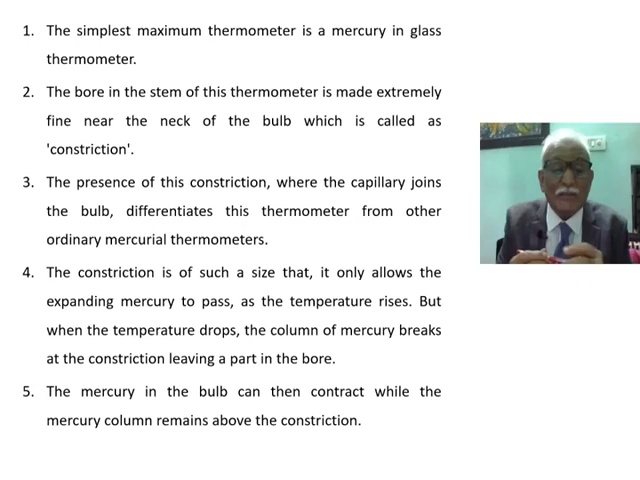 1. The simplest maximum thermometer is a mercury in glass
thermometer.
2. The bore in the stem of this thermometer is made extremely
fine near the neck of the bulb which is called as
'constriction'.
3. The presence of this constriction, where the capillary joins
the bulb, differentiates this thermometer from other
ordinary mercurial thermometers.
4. The constriction is of such a size that, it only allows the
expanding mercury to pass, as the temperature rises. But
when the temperature drops, the column of mercury breaks
at the constriction leaving a part in the bore.
5. The mercury in the bulb can then contract while the
mercury column remains above the constriction.